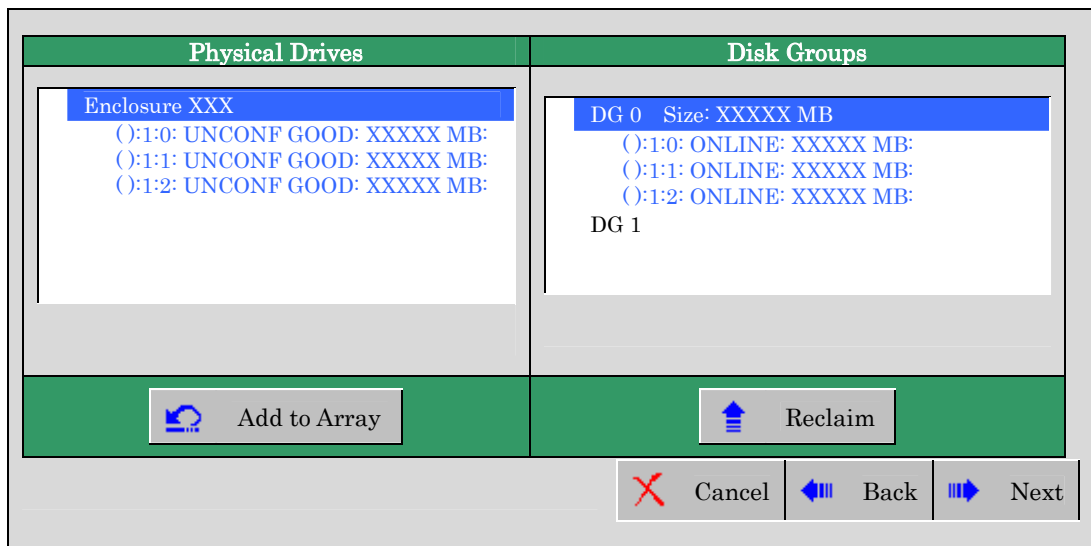 Physical Drives
Enclosure XXX
( ):1:0: UNCONF GOOD: XXXXX MB:
( ):1:1: UNCONF GOOD: XXXXX MB:
( ):1:2: UNCONF GOOD: XXXXX MB:
Add to Array
Disk Groups
DG 0 Size: XXXXX MB
( ):1:0: ONLINE: XXXXX MB:
( ):1:1: ONLINE: XXXXX MB:
( ):1:2: ONLINE: XXXXX MB:
DG 1
Reclaim
Cancel
Back
Next